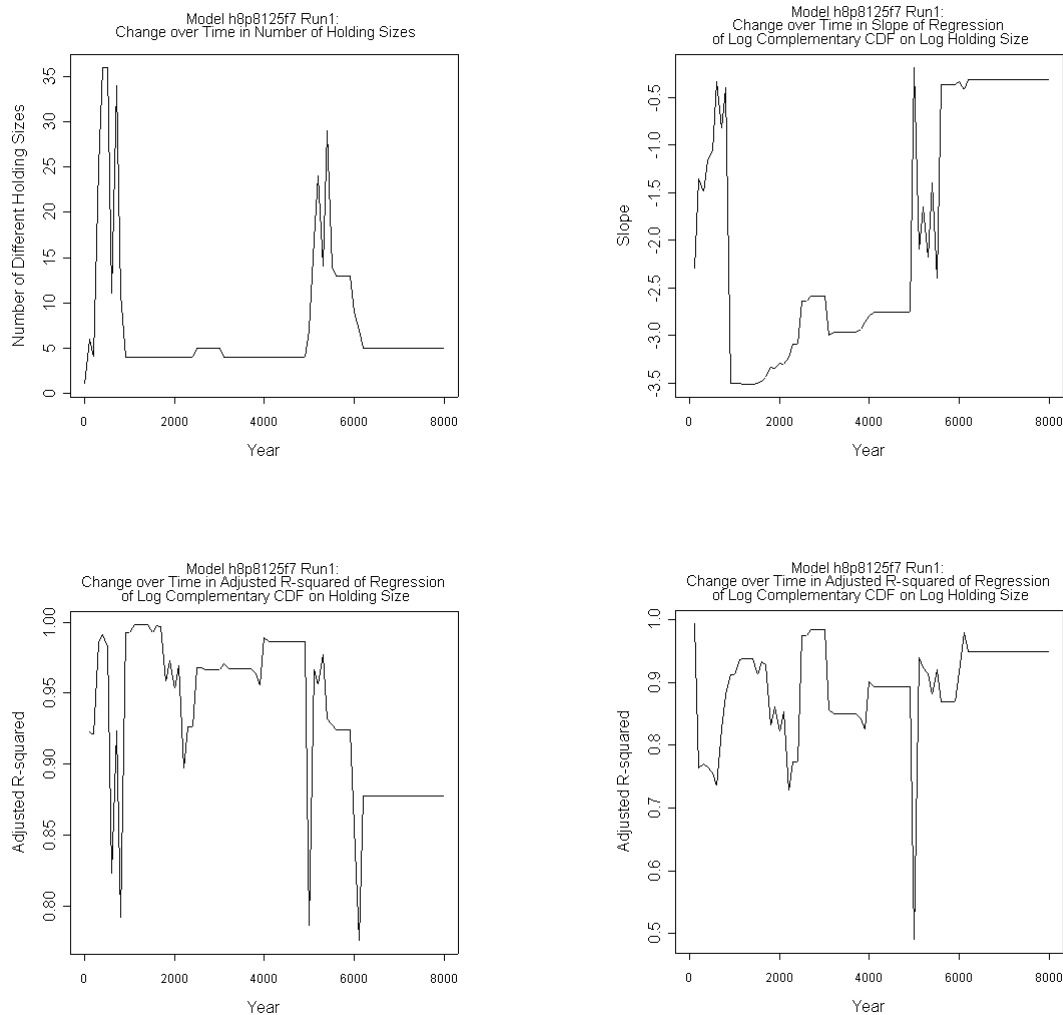 Model h8p8125f7 Run1:
Change over Time in Number of Holding Sizes
Number of Different Holding Sizes
35
30
25
20
15
10
5
0
0 2000 4000 6000 8000
Year
Model h8p8125f7 Run1:
Change over Time in Slope of Regression
of Log Complementary CDF on Log Holding Size
Slope
-0.5
-1.0
-1.5
-2.0
-2.5
-3.0
-3.5
0 2000 4000 6000 8000
Year
Model h8p8125f7 Run1:
Change over Time in Adjusted R-squared of Regression
of Log Complementary CDF on Holding Size
Adjusted R-squared
1.00
0.95
0.90
0.85
0.80
0 2000 4000 6000 8000
Year
Model h8p8125f7 Run1:
Change over Time in Adjusted R-squared of Regression
of Log Complementary CDF on Log Holding Size
Adjusted R-squared
1.0
0.9
0.8
0.7
0.6
0.5
0 2000 4000 6000 8000
Year